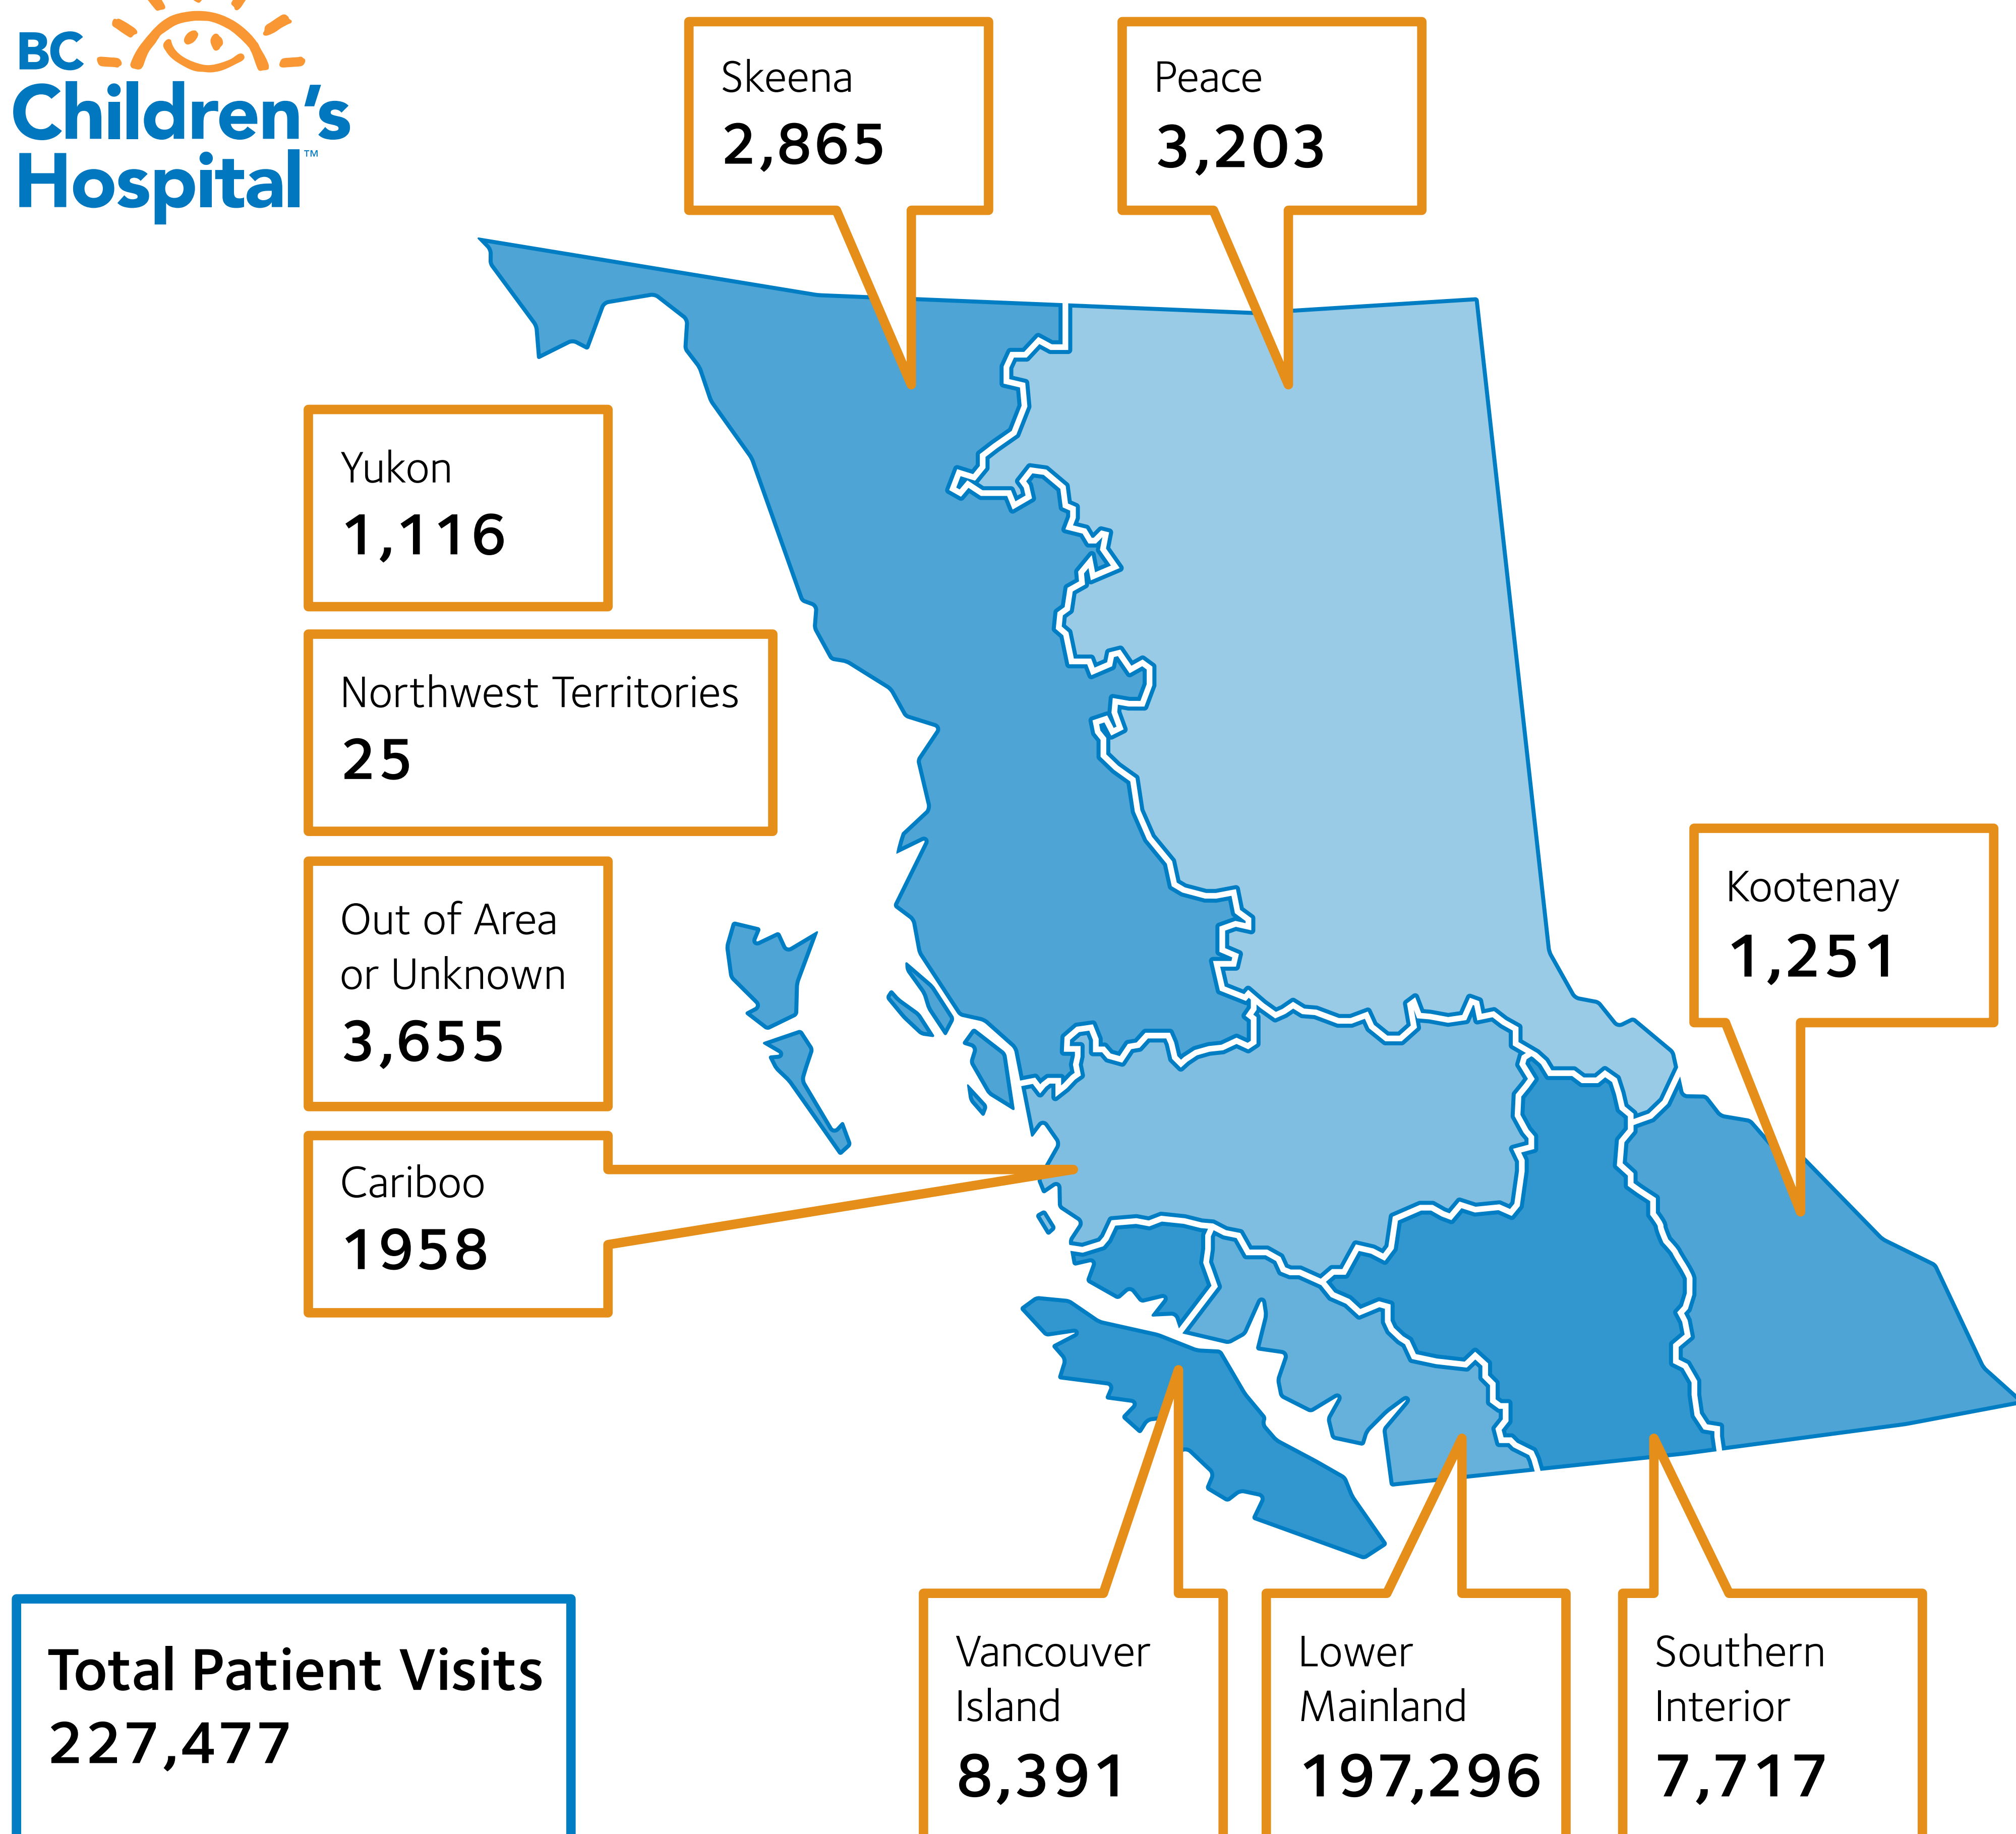 BC
Children's
Hospital™
Skeena
2,865
Peace
3,203
Yukon
1,116
Northwest Territories
25
Out of Area
or Unknown
3,655
Kootenay
1,251
Cariboo
1958
Total Patient Visits
227,477
Vancouver
Island
8,391
Lower
Mainland
197,296
Southern
Interior
7,717